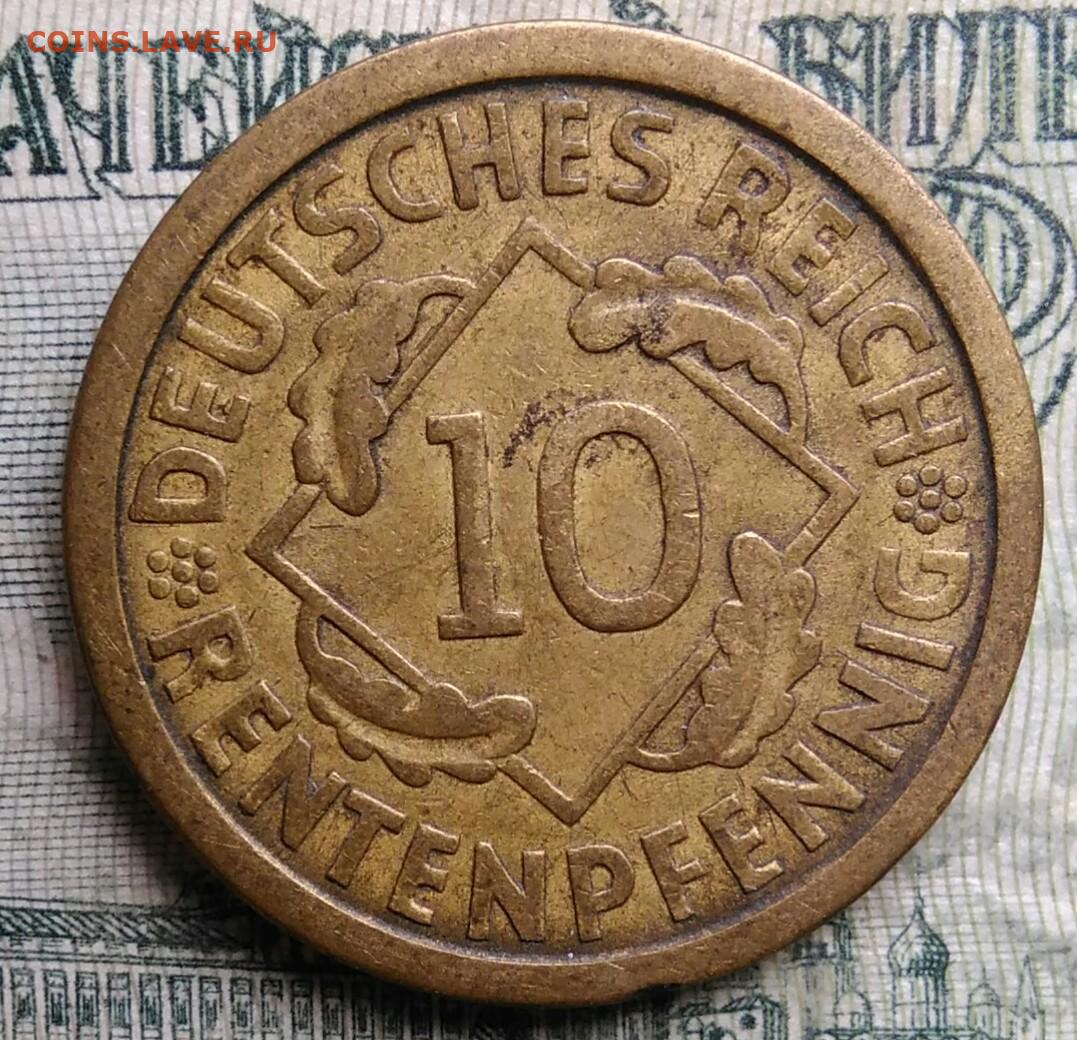 COINS.LAVE.RU
DEUTSCHES REICH
10
RENTENPFENNIG